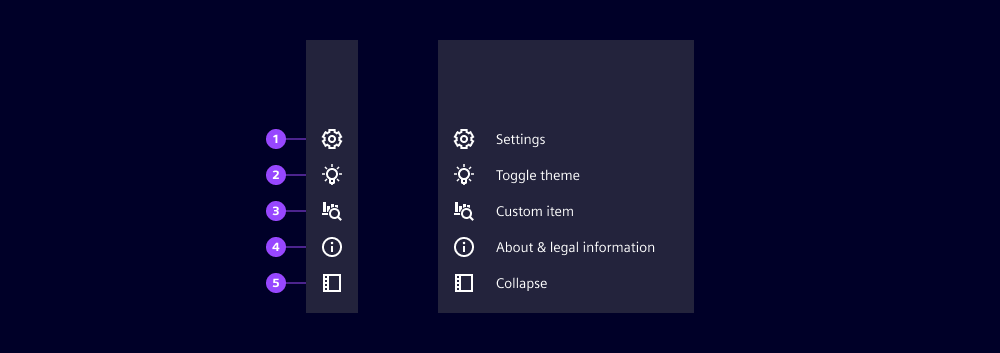 1 Settings
2 Toggle theme
3 Custom item
4 About & legal information
5 Collapse